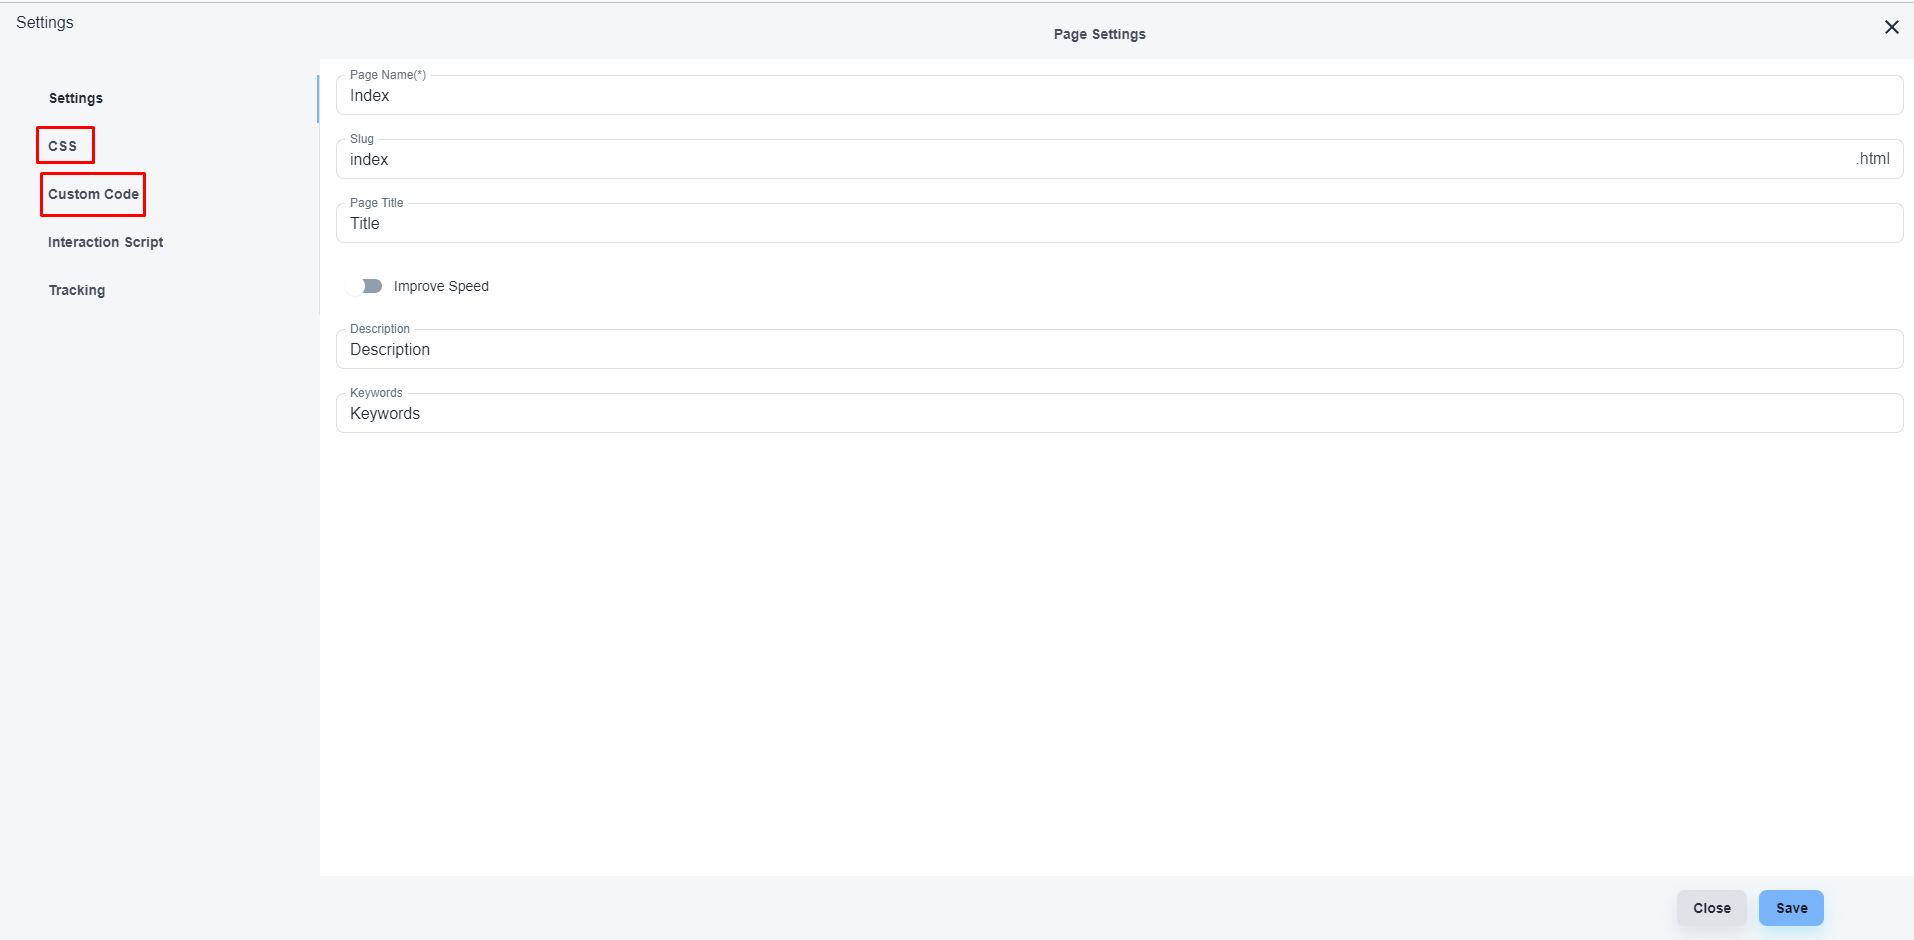 Settings
Page Settings
Settings
CSS
Custom Code
Interaction Script
Tracking
Page Name(*)
Index
Slug
index
.html
Page Title
Title
Improve Speed
Description
Description
Keywords
Keywords
Close
Save